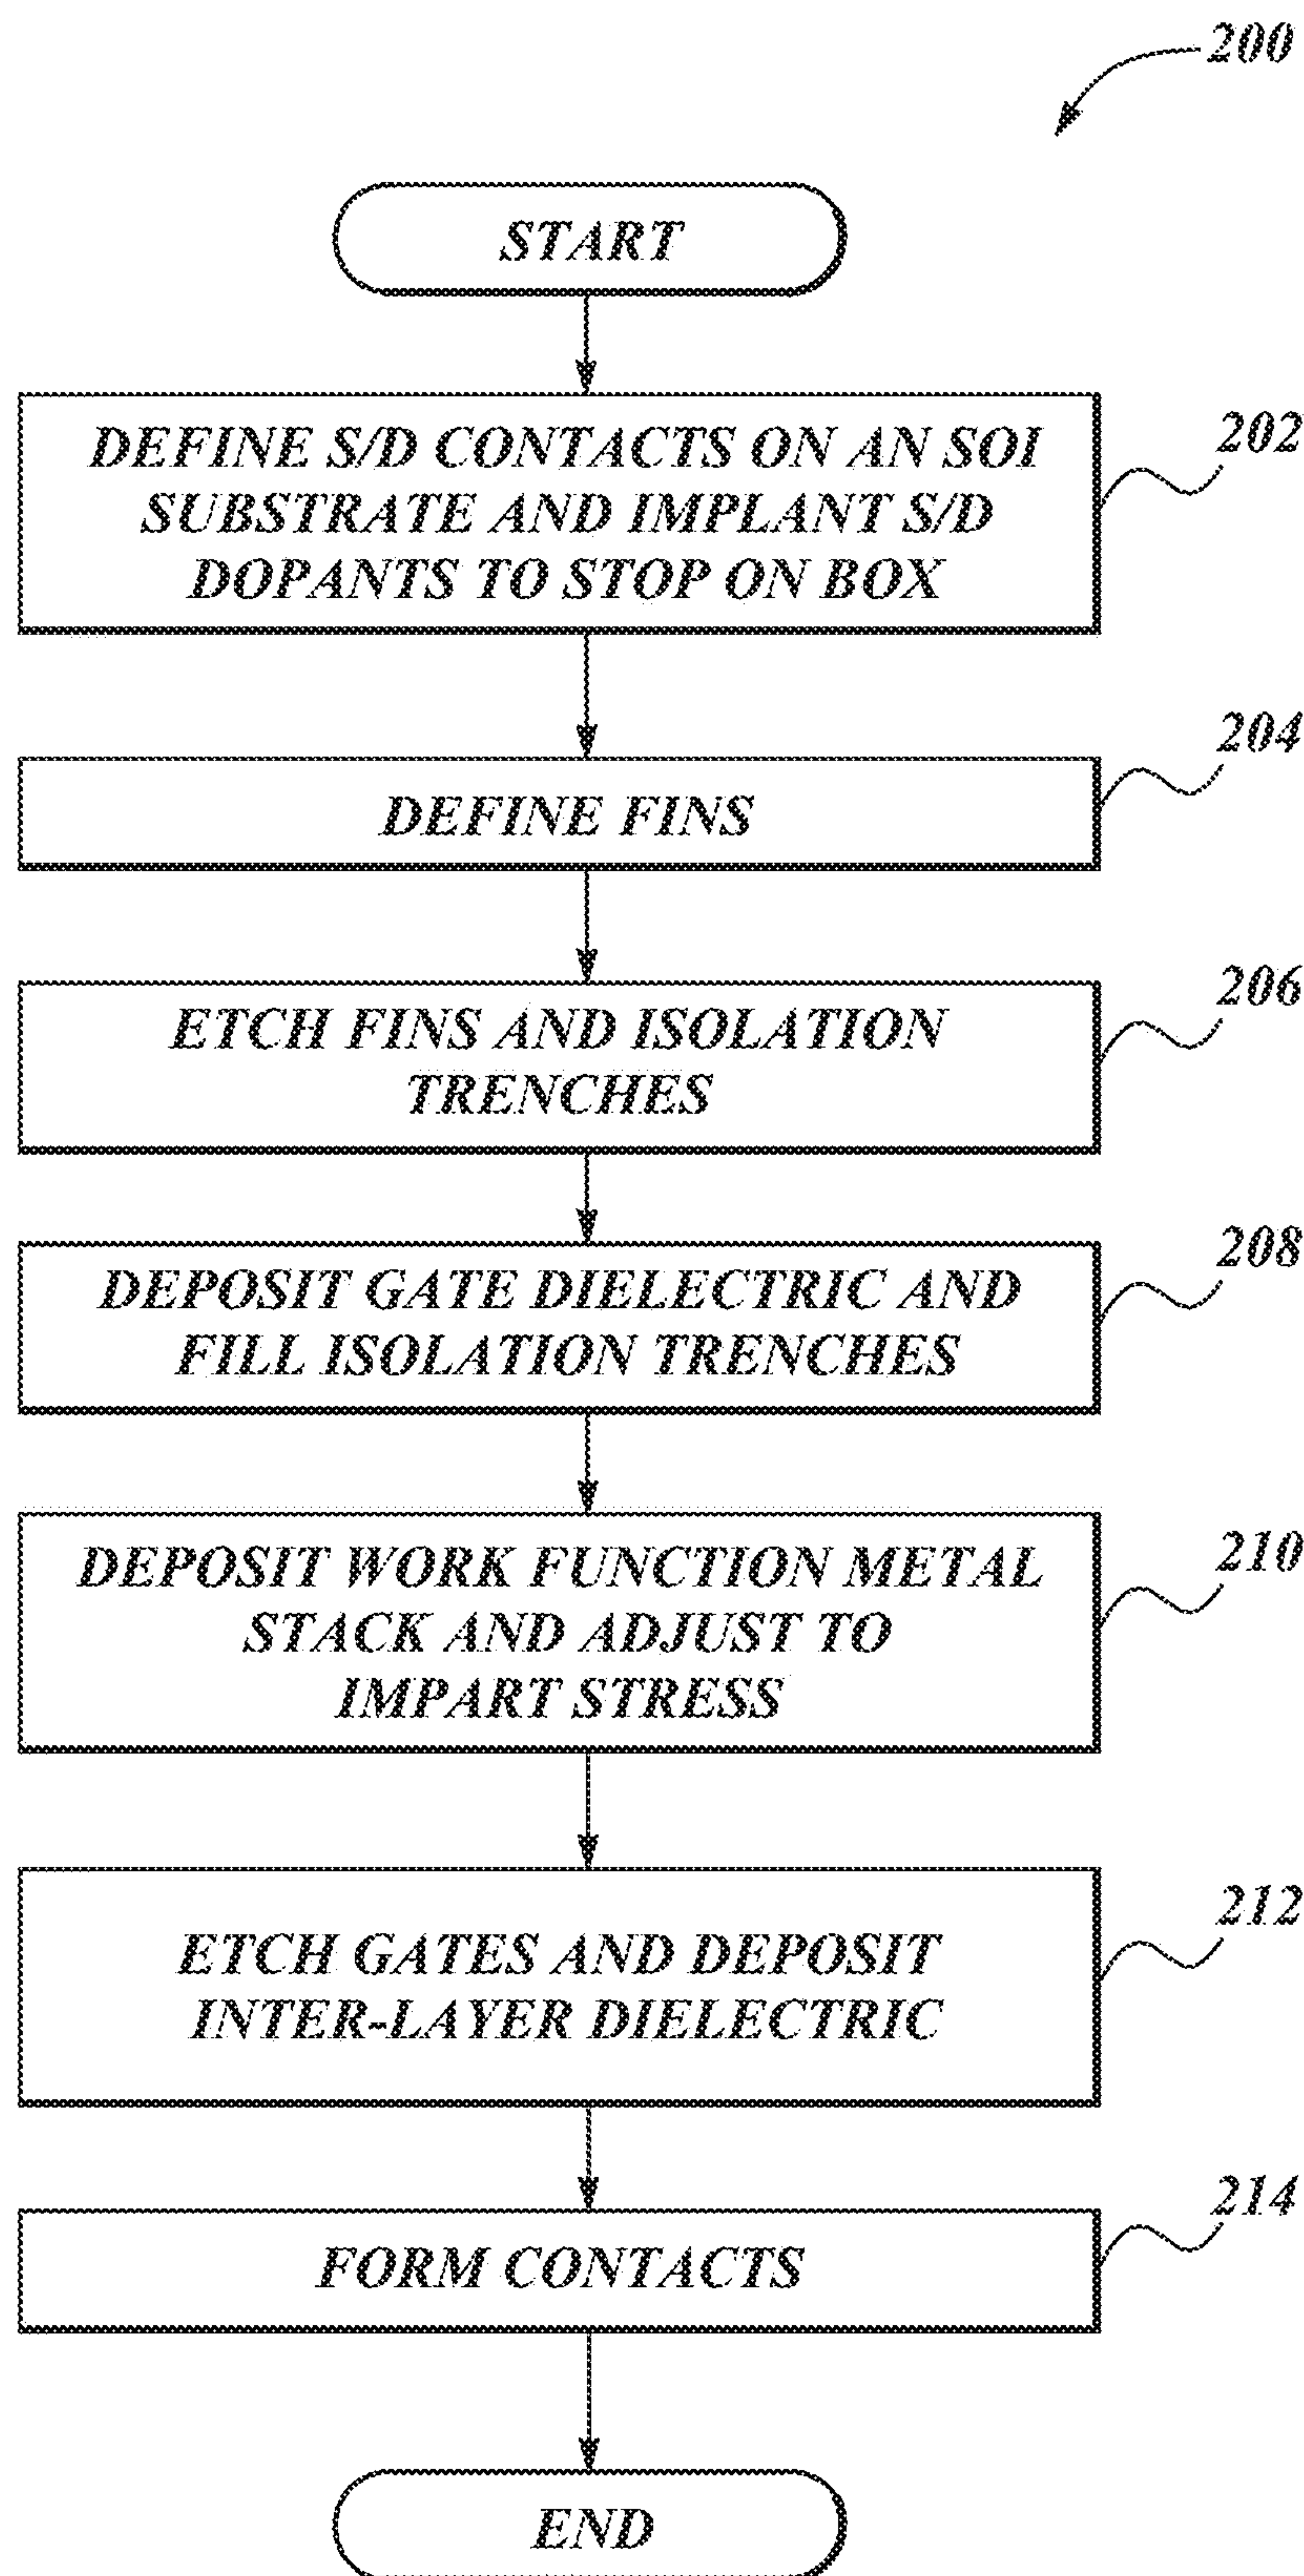 200
START
DEFINE S/D CONTACTS ON AN SOI
SUBSTRATE AND IMPLANT S/D
DOPANTS TO STOP ON BOX
202
DEFINE FINS
204
ETCH FINS AND ISOLATION
TRENCHES
206
DEPOSIT GATE DIELECTRIC AND
FILL ISOLATION TRENCHES
208
DEPOSIT WORK FUNCTION METAL
STACK AND ADJUST TO
IMPART STRESS
210
ETCH GATES AND DEPOSIT
INTER-LAYER DIELECTRIC
212
FORM CONTACTS
214
END